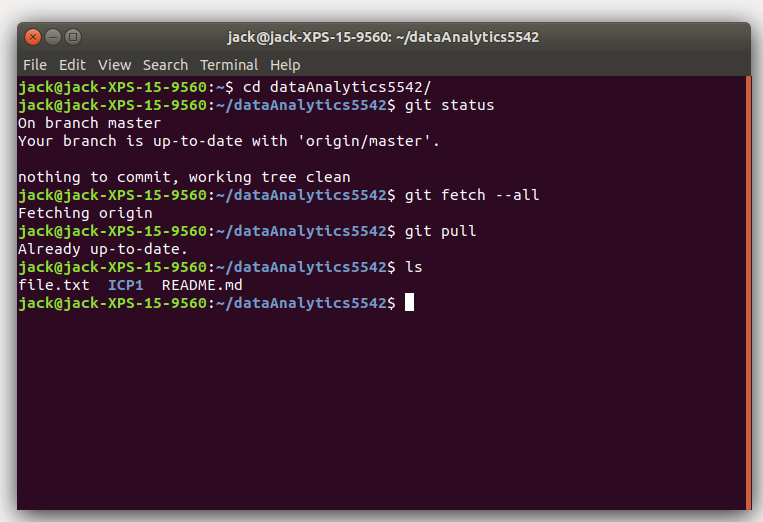 jack@jack-XPS-15-9560: ~/dataAnalytics5542
File Edit View Search Terminal Help
jack@jack-XPS-15-9560:~$ cd dataAnalytics5542/
jack@jack-XPS-15-9560:~/dataAnalytics5542$ git status
On branch master
Your branch is up-to-date with 'origin/master'.
nothing to commit, working tree clean
jack@jack-XPS-15-9560:~/dataAnalytics5542$ git fetch --all
Fetching origin
jack@jack-XPS-15-9560:~/dataAnalytics5542$ git pull
Already up-to-date.
jack@jack-XPS-15-9560:~/dataAnalytics5542$ ls
file.txt  ICP1  README.md
jack@jack-XPS-15-9560:~/dataAnalytics5542$